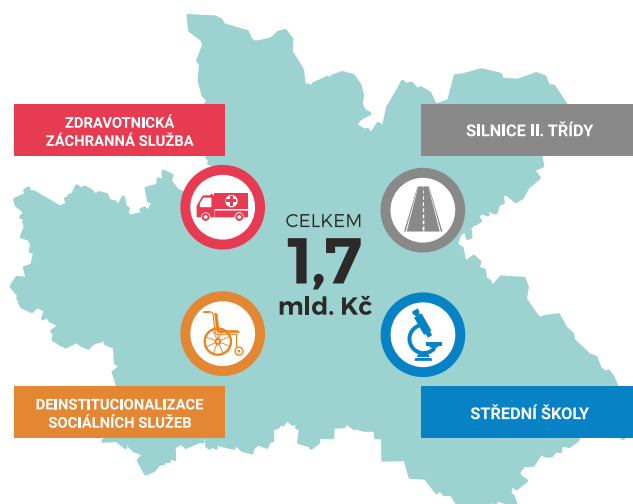 ZDRAVOTNICKÁ
ZÁCHRANNÁ SLUŽBA
SILNICE II. TŘÍDY
CELKEM
1,7
mld. Kč
DEINSTITUCIONALIZACE
SOCIÁLNÍCH SLUŽEB
STŘEDNÍ ŠKOLY